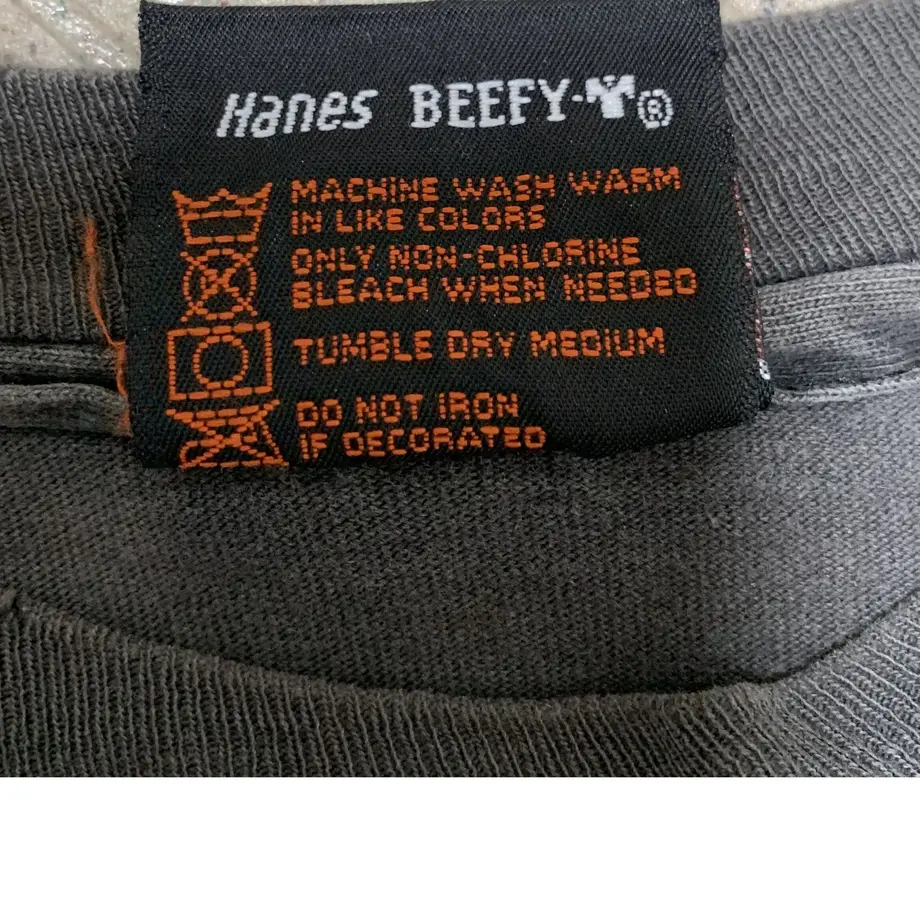 Hanes BEEFY-T®
MACHINE WASH WARM
IN LIKE COLORS
ONLY NON-CHLORINE
BLEACH WHEN NEEDED
TUMBLE DRY MEDIUM
DO NOT IRON
IF DECORATED